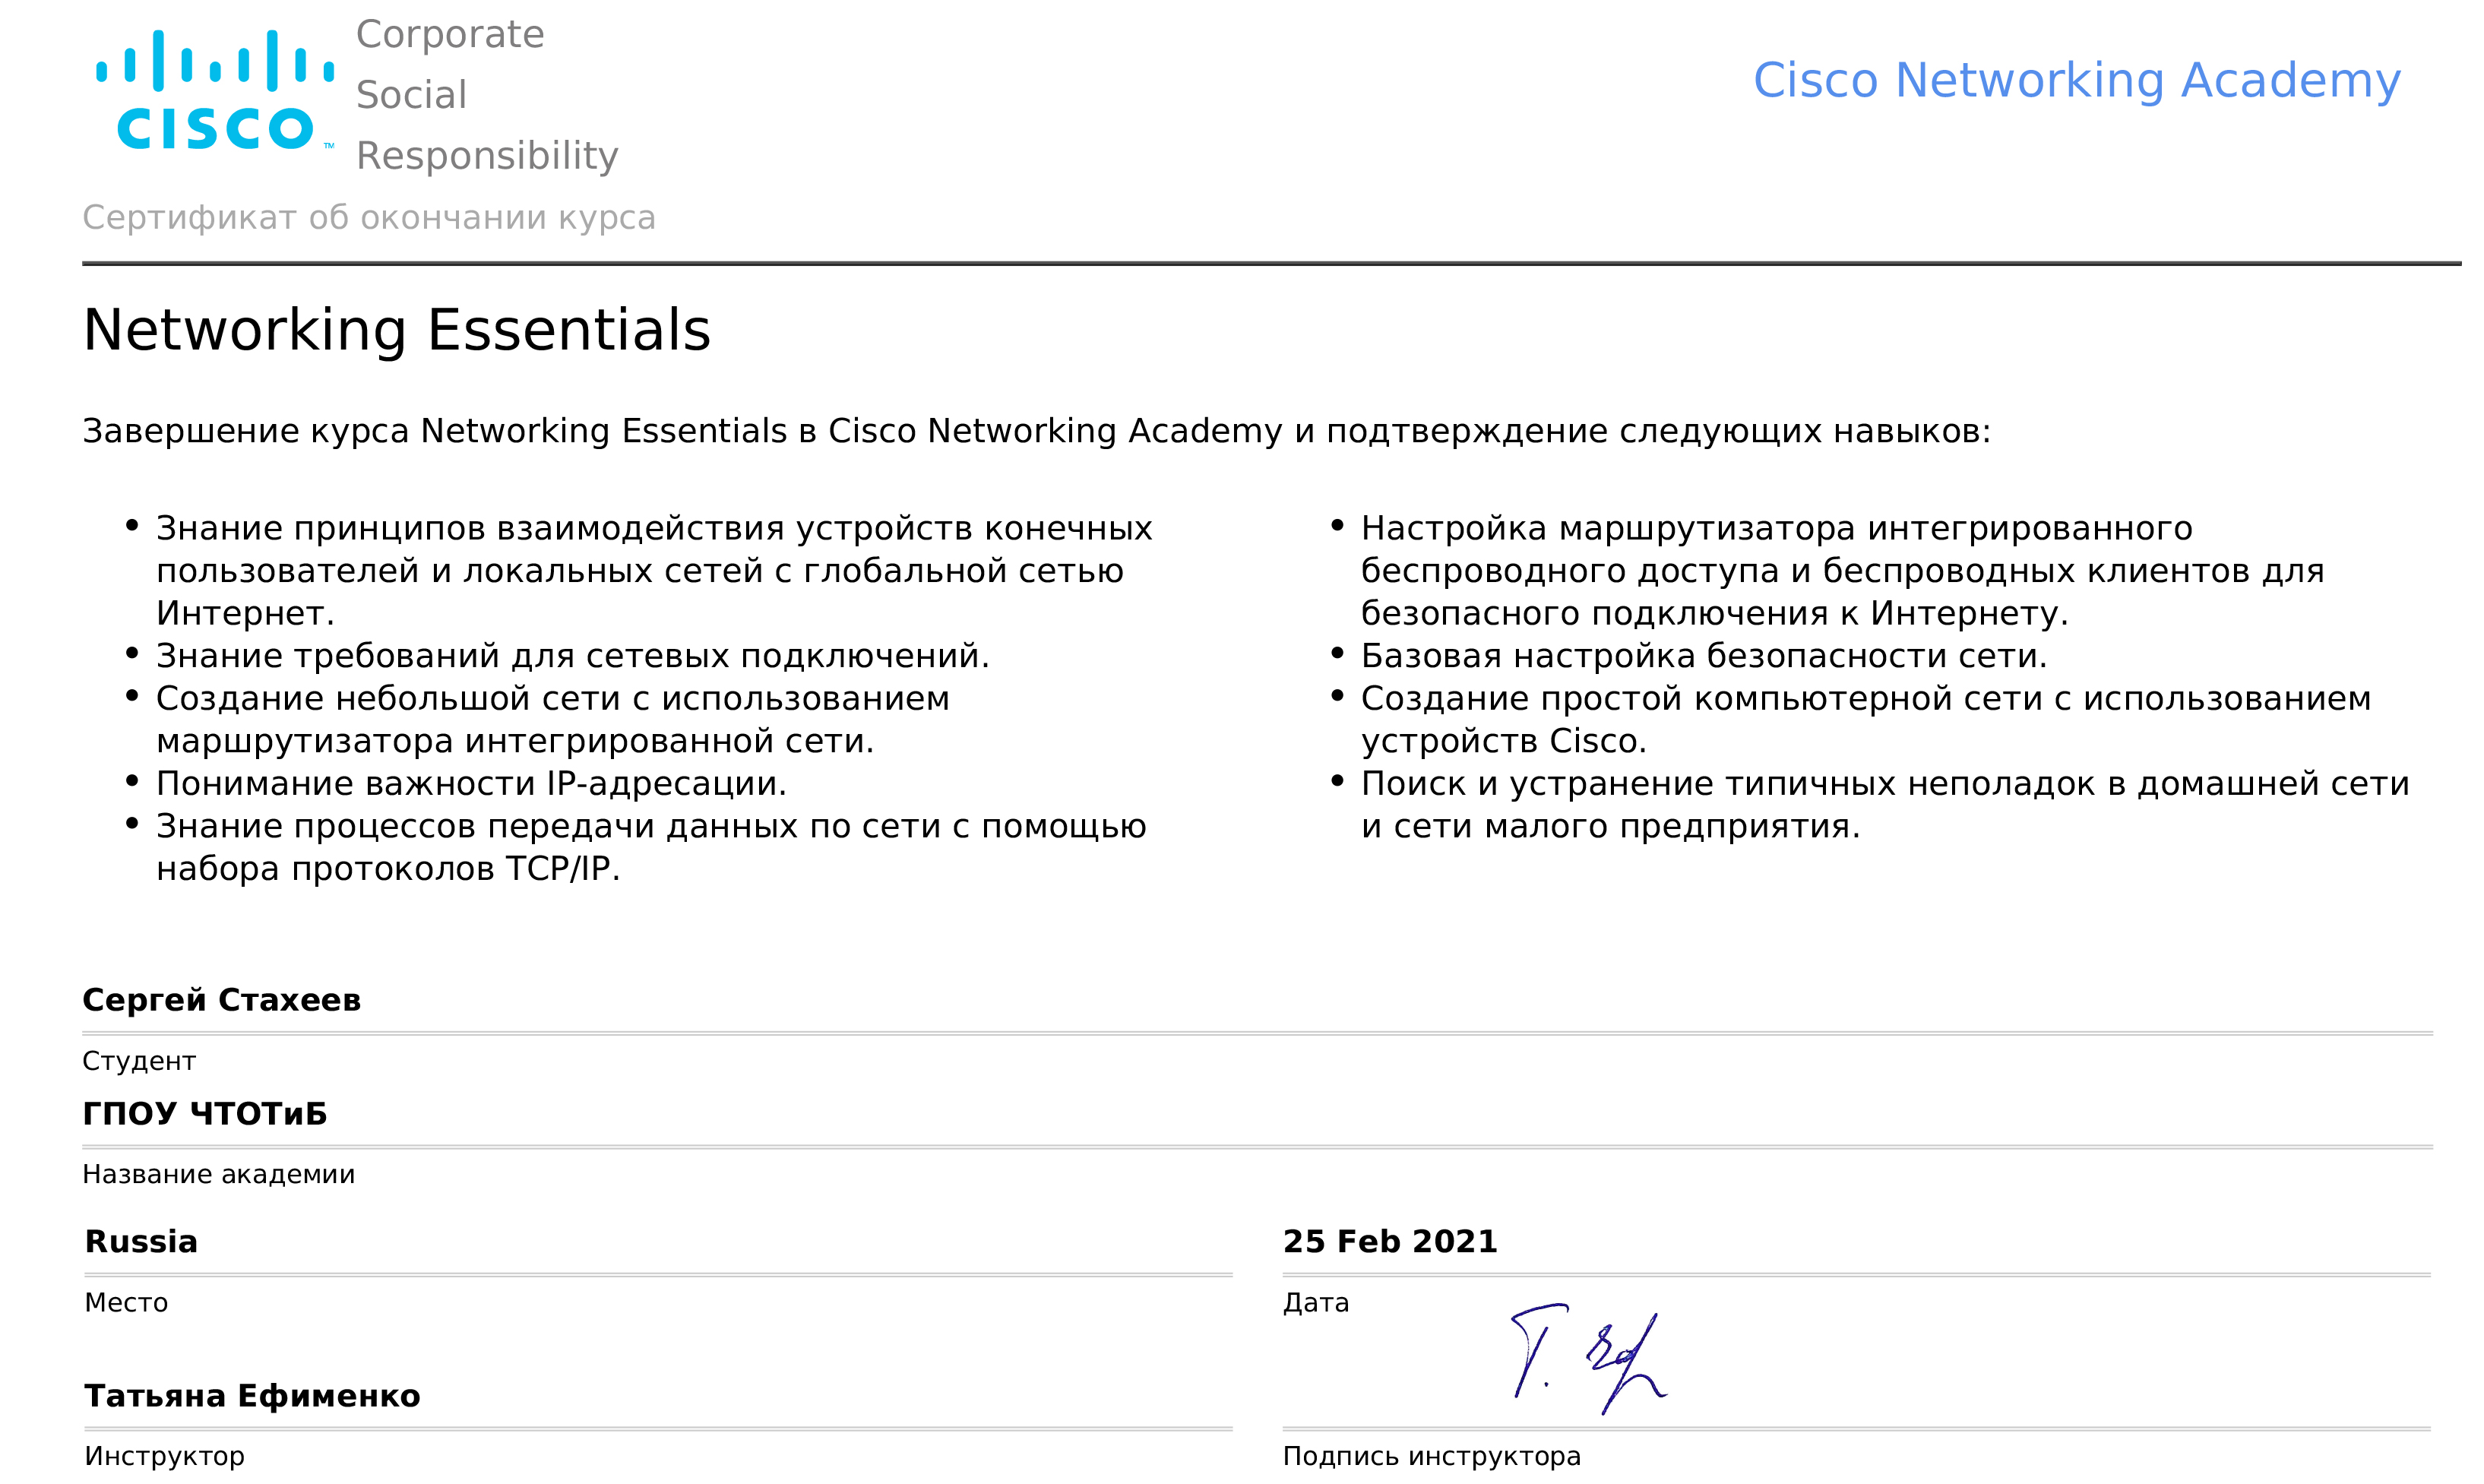 CISCO™
Corporate
Social
Responsibility
Cisco Networking Academy
Сертификат об окончании курса
Networking Essentials
Завершение курса Networking Essentials в Cisco Networking Academy и подтверждение следующих навыков:
• Знание принципов взаимодействия устройств конечных
пользователей и локальных сетей с глобальной сетью
Интернет.
• Знание требований для сетевых подключений.
• Создание небольшой сети с использованием
маршрутизатора интегрированной сети.
• Понимание важности IP-адресации.
• Знание процессов передачи данных по сети с помощью
набора протоколов TCP/IP.
• Настройка маршрутизатора интегрированного
беспроводного доступа и беспроводных клиентов для
безопасного подключения к Интернету.
• Базовая настройка безопасности сети.
• Создание простой компьютерной сети с использованием
устройств Cisco.
• Поиск и устранение типичных неполадок в домашней сети
и сети малого предприятия.
Сергей Стахеев
Студент
ГПОУ ЧТОТиБ
Название академии
Russia
Место
25 Feb 2021
Дата
Татьяна Ефименко
Инструктор
Подпись инструктора